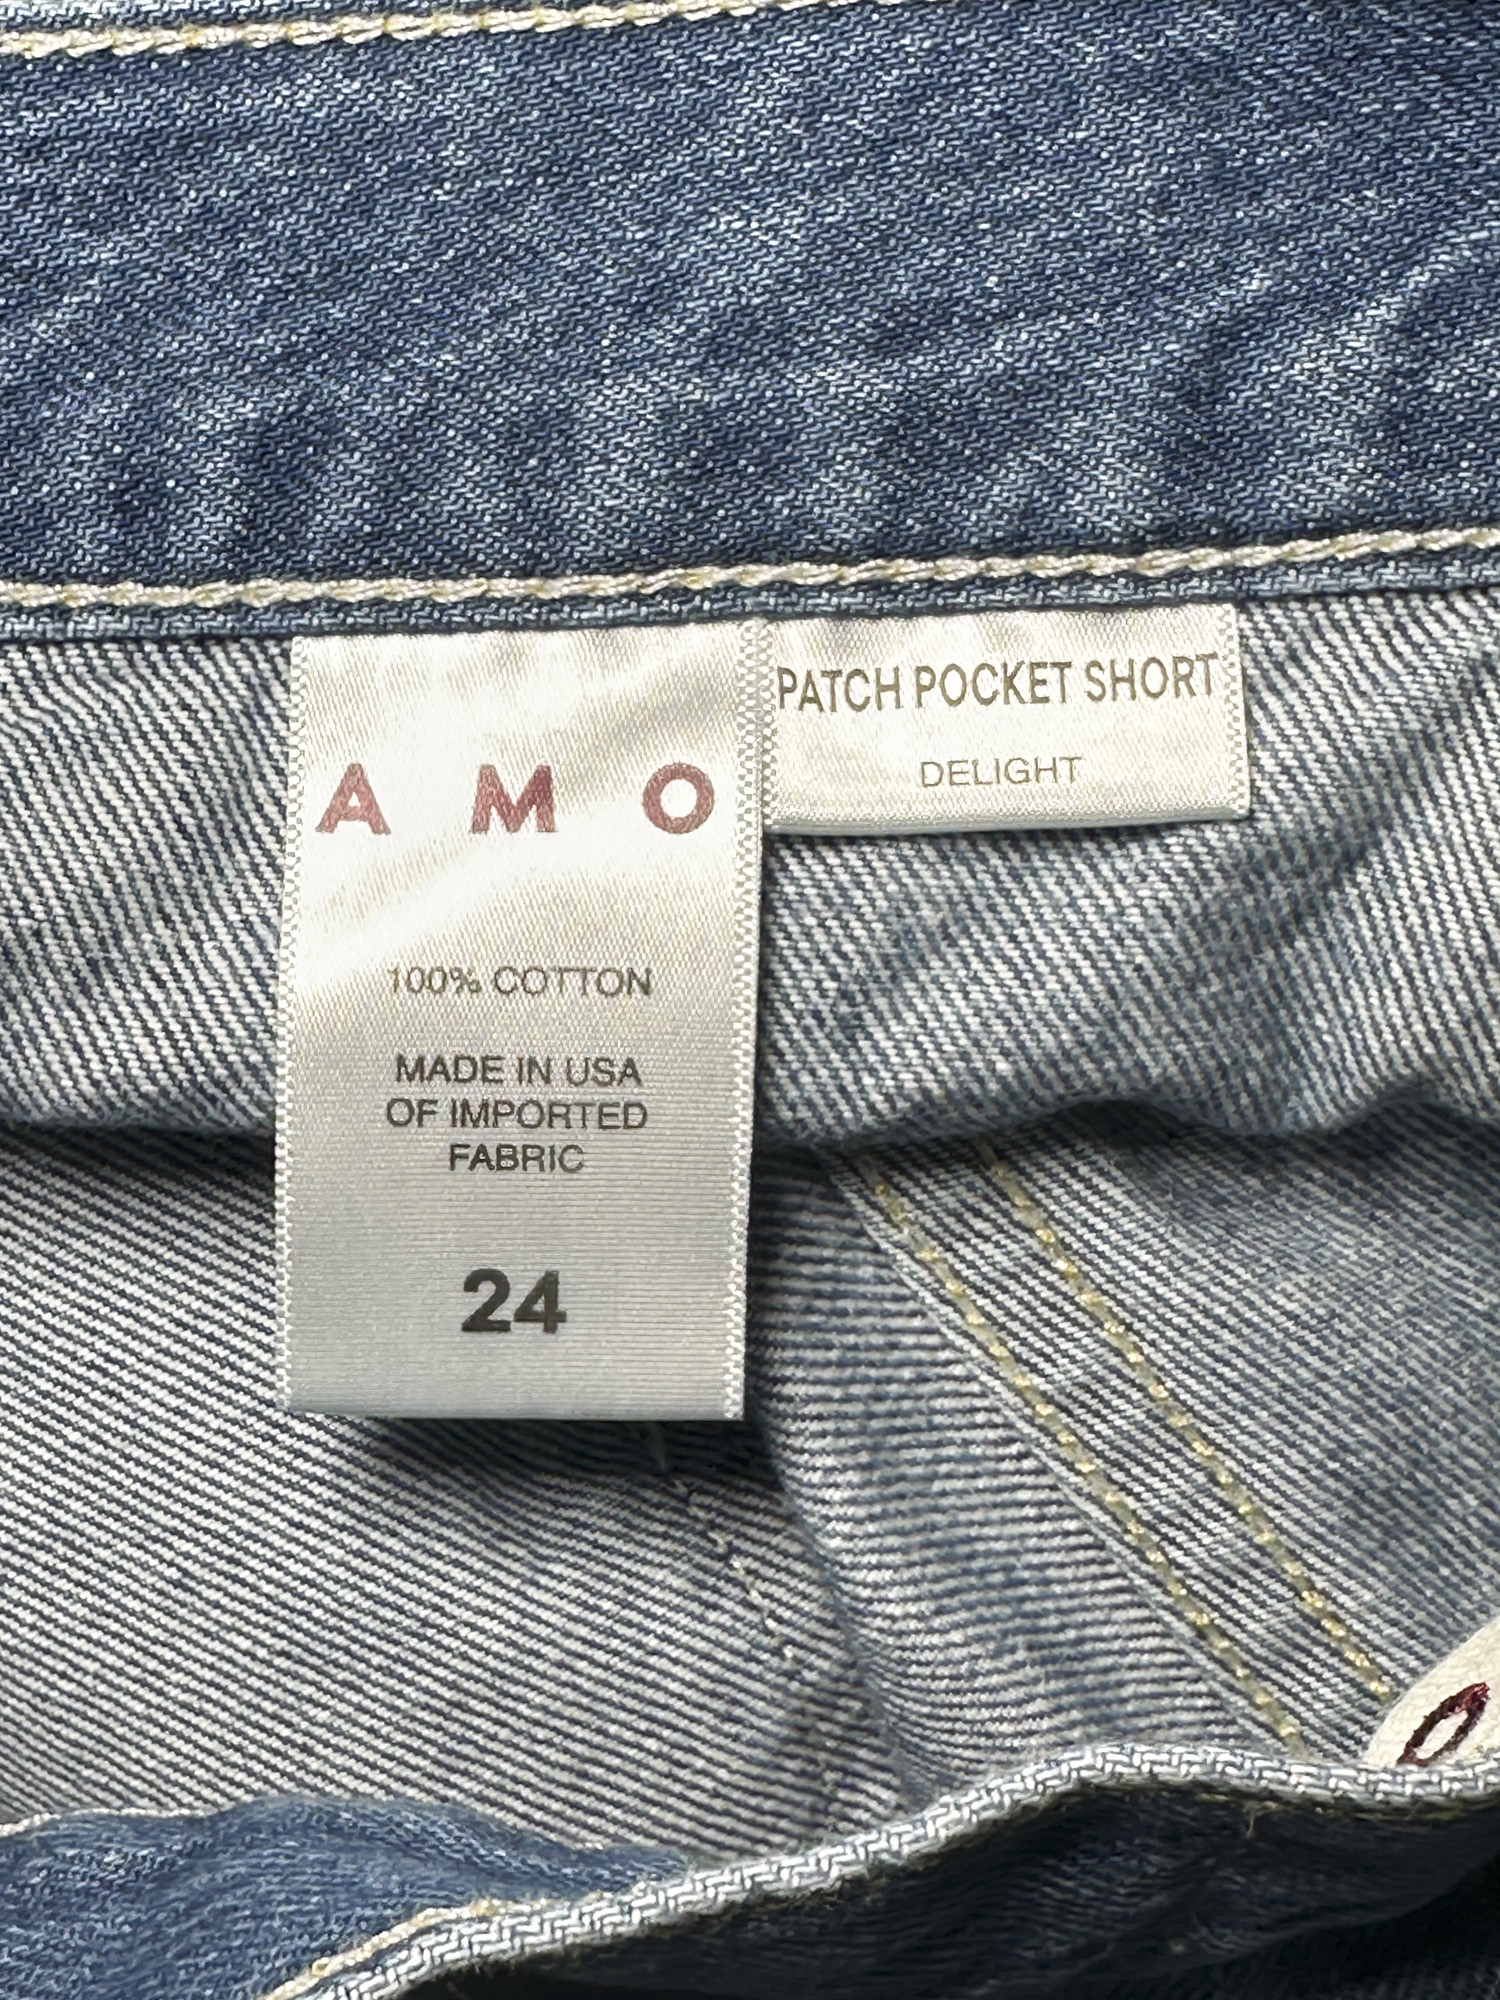 A M O
100% COTTON
MADE IN USA
OF IMPORTED
FABRIC
24
PATCH POCKET SHORT
DELIGHT
O